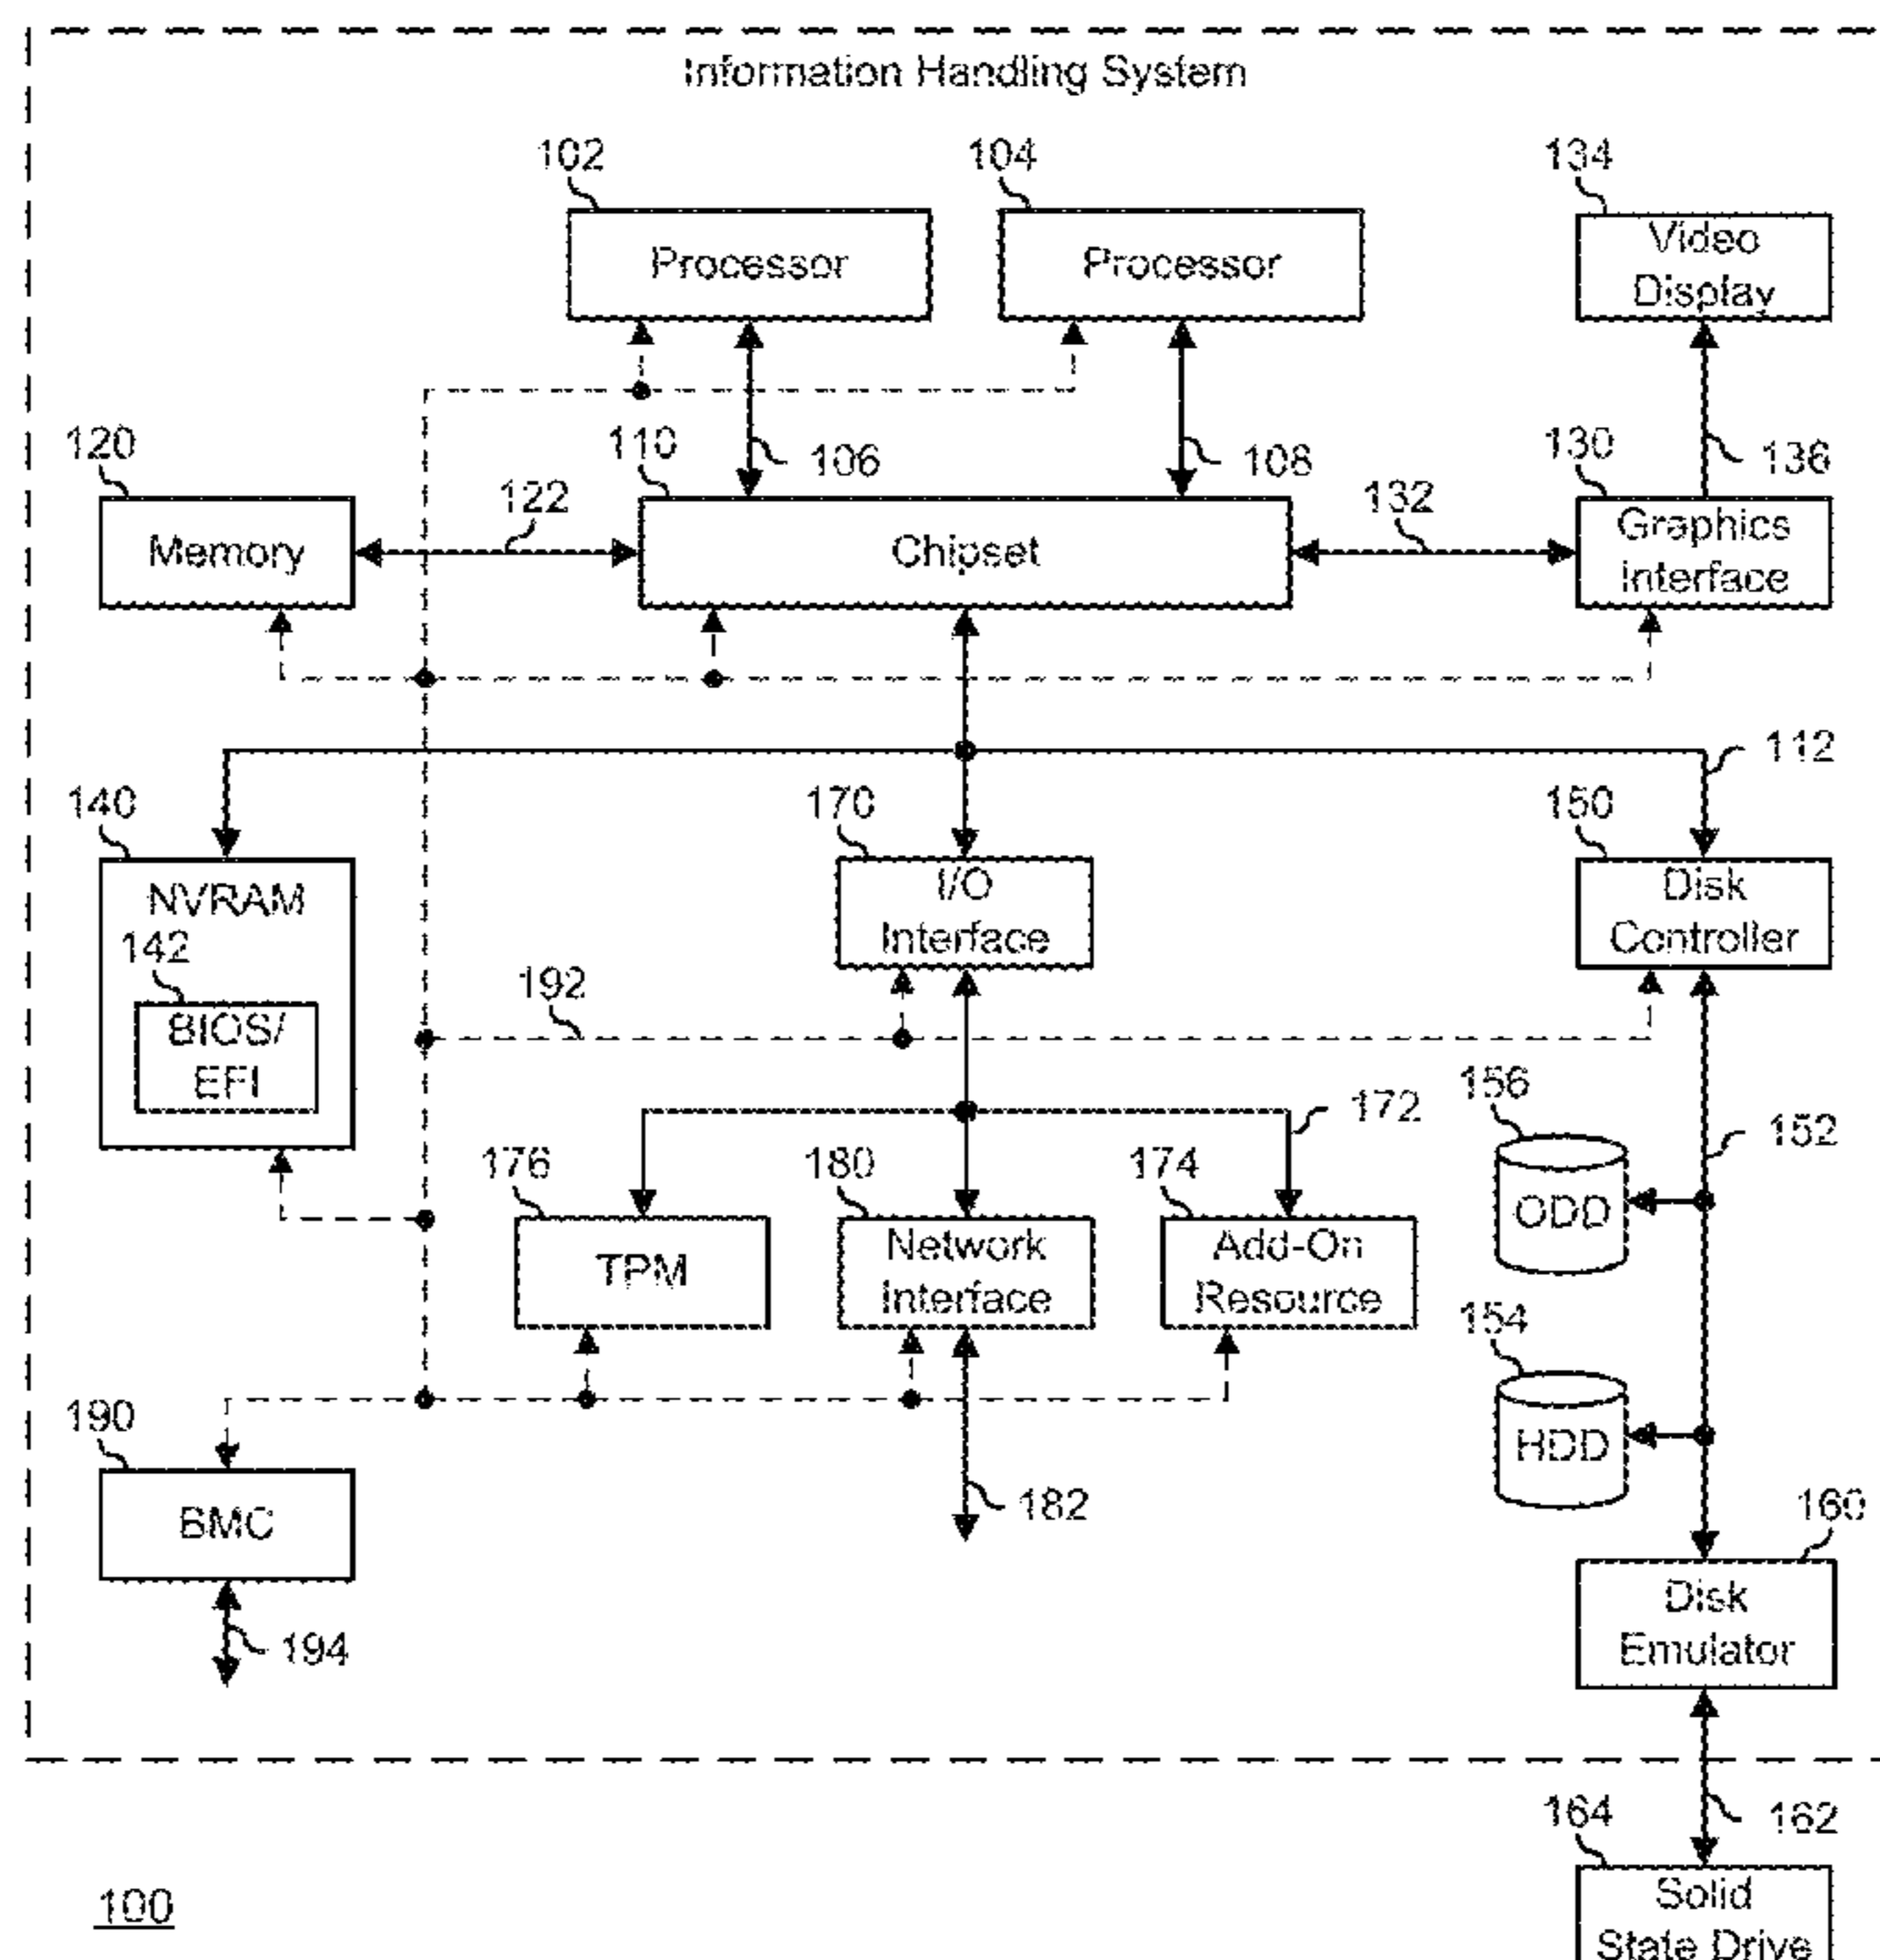 Information Handling System
102
104
134
Processor
Processor
Video
Display
120
110
106
108
130
136
122
132
Memory
Chipset
Graphics
Interface
112
140
170
150
NVRAM
I/O
Interface
Disk
Controller
142
BIOS/
EFI
192
156
172
152
176
180
174
ODD
TPM
Network
Interface
Add-On
Resource
154
HDD
190
182
160
BMC
Disk
Emulator
194
164
162
100
Solid
State Drive